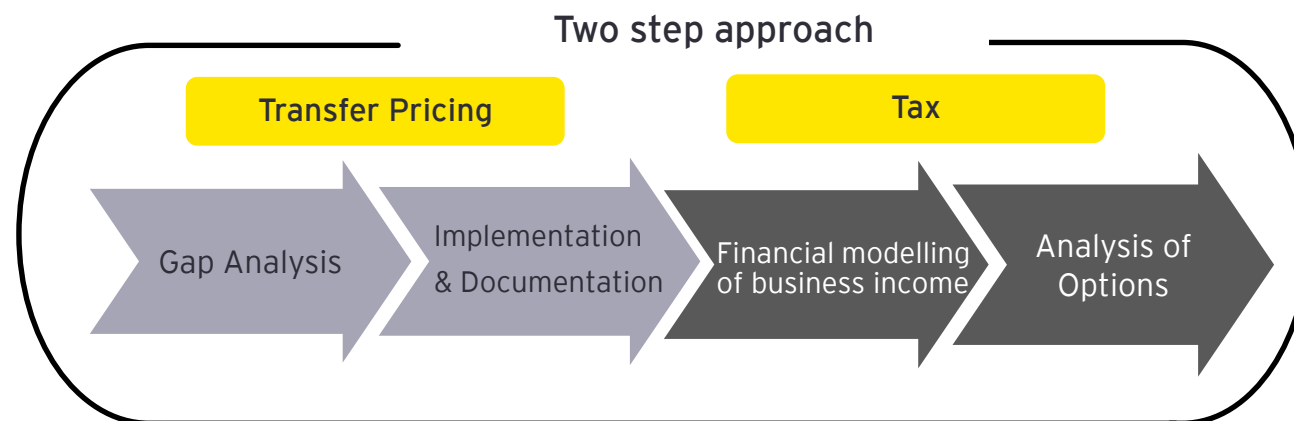 Two step approach
Transfer Pricing
Tax
Gap Analysis
Implementation
& Documentation
Financial modelling
of business income
Analysis of
Options